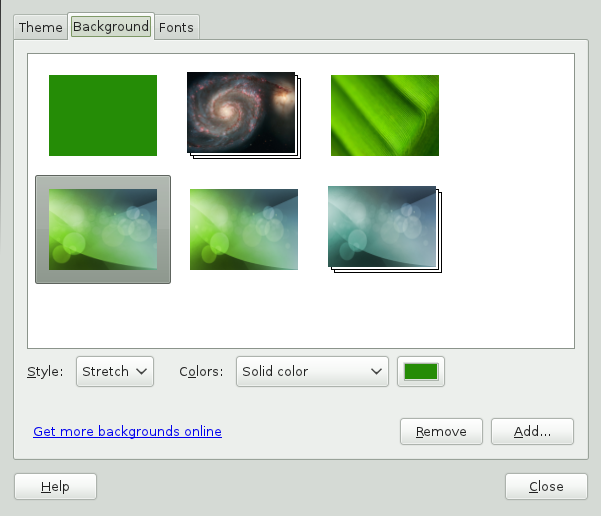 Theme Background Fonts
Style: Stretch Colors: Solid color
Get more backgrounds online Remove Add...
Help Close